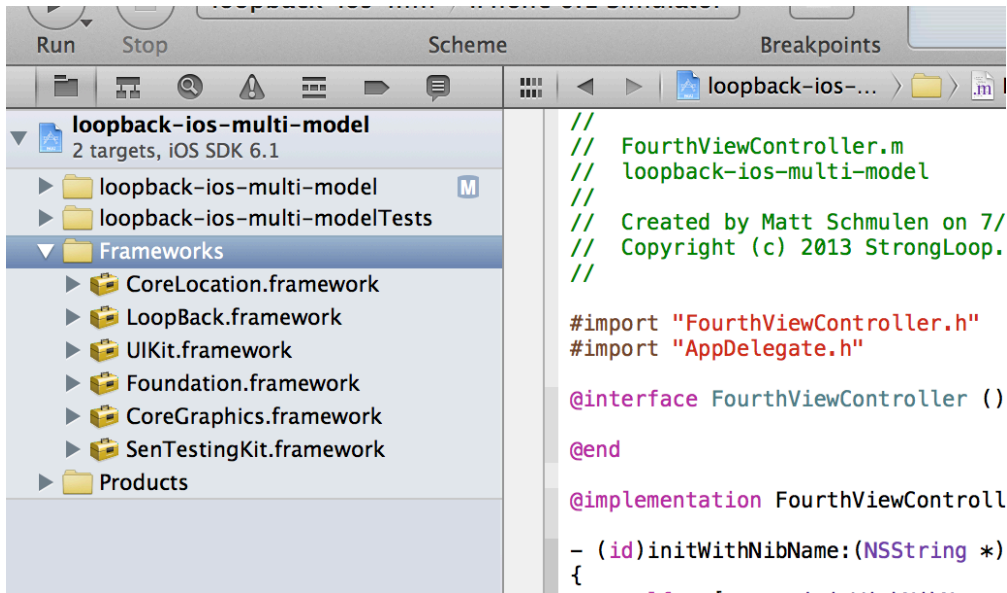 Run
Stop
Scheme
Breakpoints
loopback-ios-...
.m
loopback-ios-multi-model
2 targets, iOS SDK 6.1
loopback-ios-multi-model
M
loopback-ios-multi-modelTests
Frameworks
CoreLocation.framework
LoopBack.framework
UIKit.framework
Foundation.framework
CoreGraphics.framework
SenTestingKit.framework
Products
//
// FourthViewController.m
// loopback-ios-multi-model
//
// Created by Matt Schmulen on 7/
// Copyright (c) 2013 StrongLoop.
//
#import "FourthViewController.h"
#import "AppDelegate.h"
@interface FourthViewController ()
@end
@implementation FourthViewControll
- (id)initWithNibName:(NSString *)
{